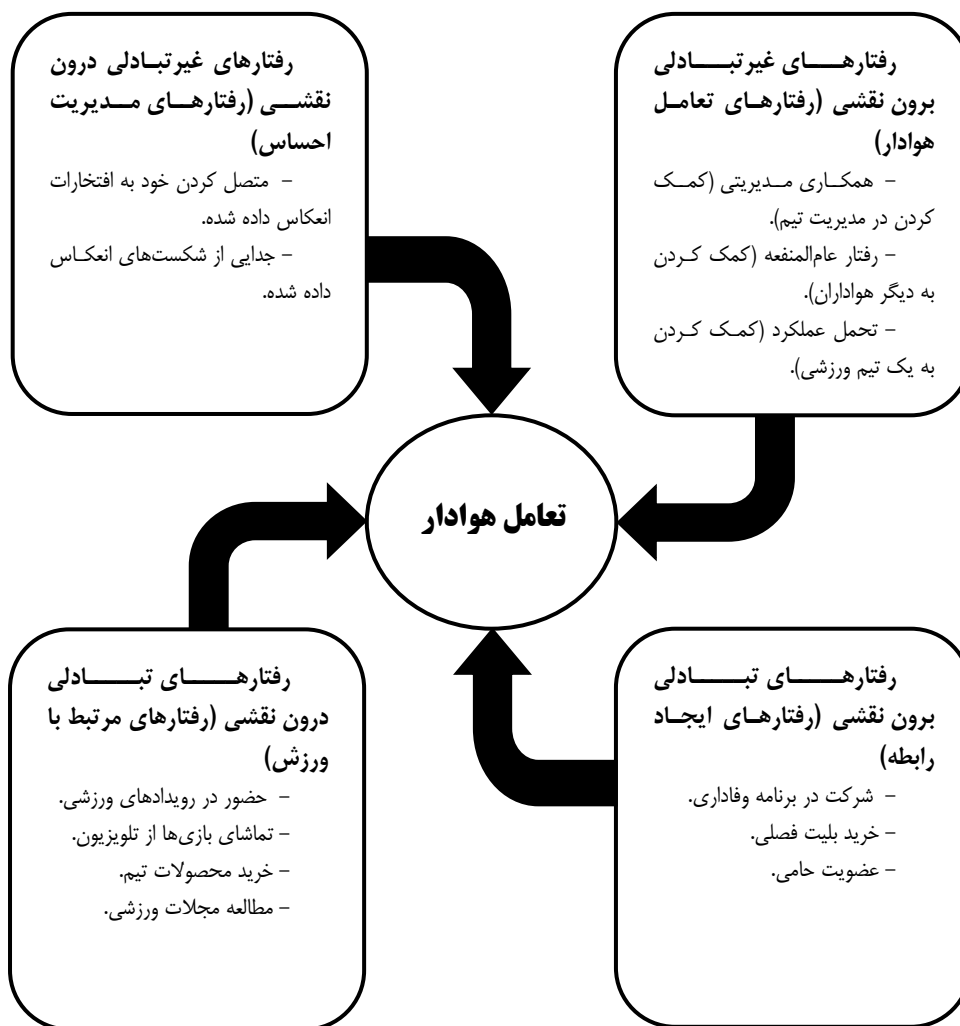 رفتارهای غیرتبادلی برون نقشی (رفتارهای تعامل هوادار)
– همکاری مدیریتی (کمک
کردن در مدیریت تیم).
– رفتار عام‌المنفعه (کمک کردن
به دیگر هواداران).
– تحمل عملکرد (کمک کردن
به یک تیم ورزشی).
رفتارهای غیرتبادلی درون
نقشی (رفتارهای مدیریت
احساس)
– متصل کردن خود به افتخارات
انعکاس داده شده.
– جدایی از شکست‌های انعکاس
داده شده.
تعامل هوادار
رفتارهای تبادلی
برون نقشی (رفتارهای ایجاد
رابطه)
– شرکت در برنامه وفاداری.
– خرید بلیت فصلی.
– عضویت حامی.
رفتارهای تبادلی
درون نقشی (رفتارهای مرتبط با
ورزش)
– حضور در رویدادهای ورزشی.
– تماشای بازی‌ها از تلویزیون.
– خرید محصولات تیم.
– مطالعه مجلات ورزشی.